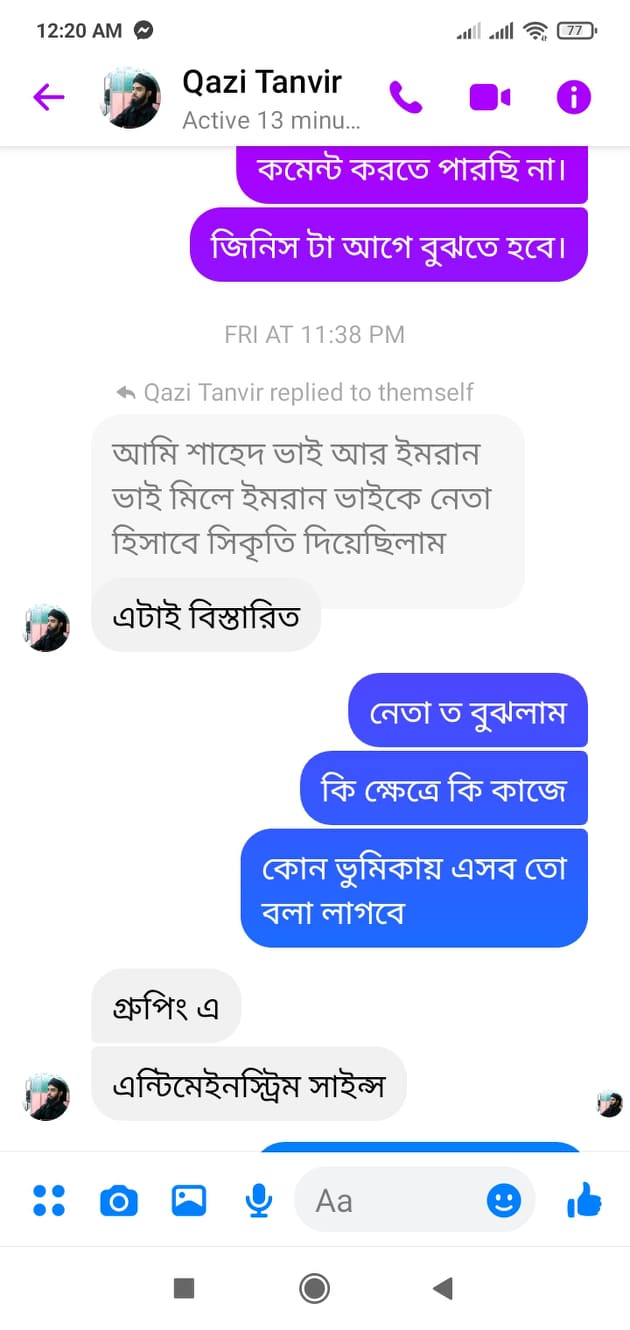 12:20 AM
77
Qazi Tanvir
Active 13 minu...
কমেন্ট করতে পারছি না।
জিনিস টা আগে বুঝতে হবে।
FRI AT 11:38 PM
Qazi Tanvir replied to themself
আমি শাহেদ ভাই আর ইমরান
ভাই মিলে ইমরান ভাইকে নেতা
হিসাবে সিকৃতি দিয়েছিলাম
এটাই বিস্তারিত
নেতা ত বুঝলাম
কি ক্ষেত্রে কি কাজে
কোন ভুমিকায় এসব তো
বলা লাগবে
গ্রুপিং এ
এন্টিমেইনস্ট্রিম সাইন্স
Aa